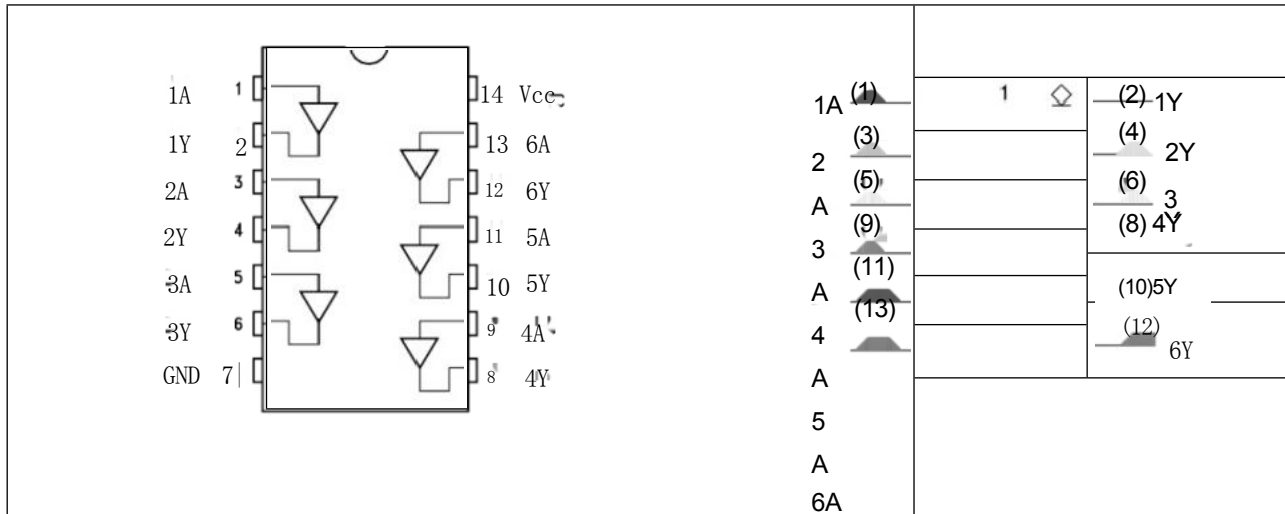 1A 1 14 Vcc
1Y 2 13 6A
2A 3 12 6Y
2Y 4 11 5A
3A 5 10 5Y
3Y 6 9 4A
GND 7 8 4Y
1A (1) 1 (2) 1Y
2 (3) (4) 2Y
A (5) (6) 3
3 (9) (8) 4Y
A (11) (10)5Y
4 (13) (12) 6Y
A
5
A
6A